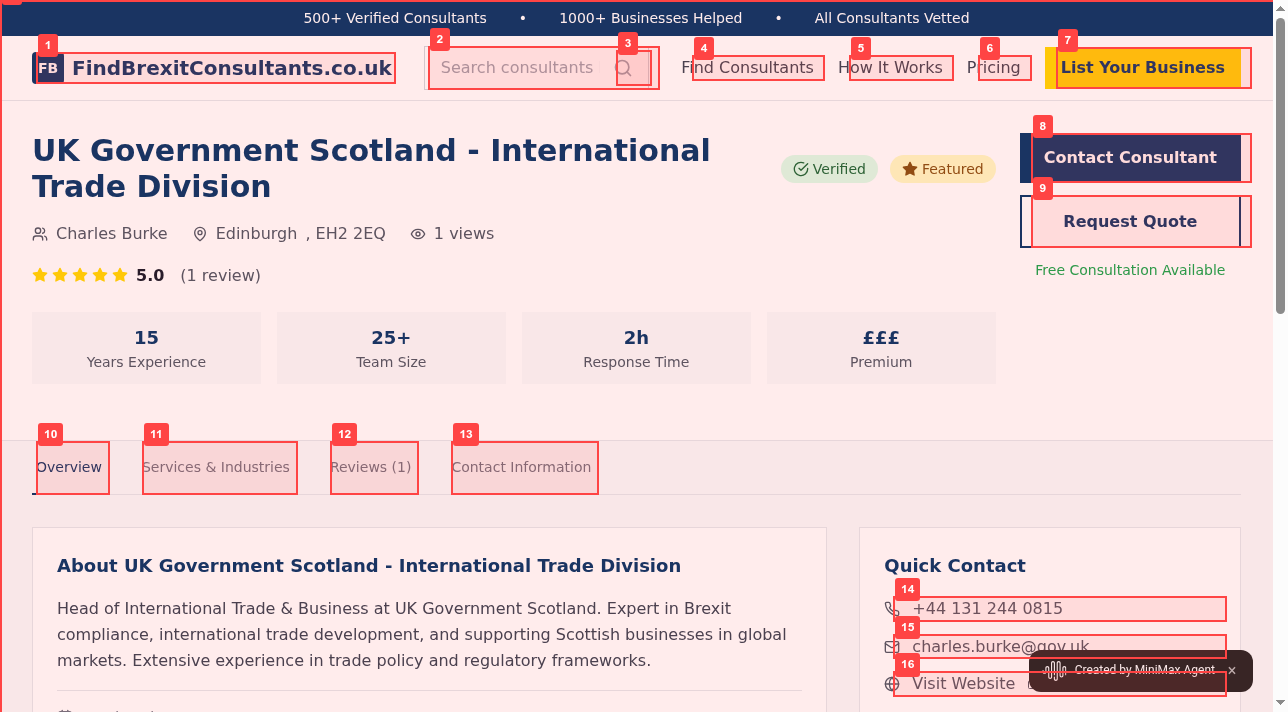 500+ Verified Consultants • 1000+ Businesses Helped • All Consultants Vetted
1 2 3 4 5 6 7
FB FindBrexitConsultants.co.uk Search consultants Find Consultants How It Works Pricing List Your Business
8
Contact Consultant
UK Government Scotland - International
Trade Division
Verified Featured
9
Request Quote
Charles Burke Edinburgh , EH2 2EQ 1 views
5.0 (1 review)
Free Consultation Available
15 25+ 2h £££
Years Experience Team Size Response Time Premium
10 11 12 13
Overview Services & Industries Reviews (1) Contact Information
About UK Government Scotland - International Trade Division
Head of International Trade & Business at UK Government Scotland. Expert in Brexit
compliance, international trade development, and supporting Scottish businesses in global
markets. Extensive experience in trade policy and regulatory frameworks.
Quick Contact
14
+44 131 244 0815
15
charles.burke@gov.uk
16
Visit Website
Created by MiniMax Agent ×